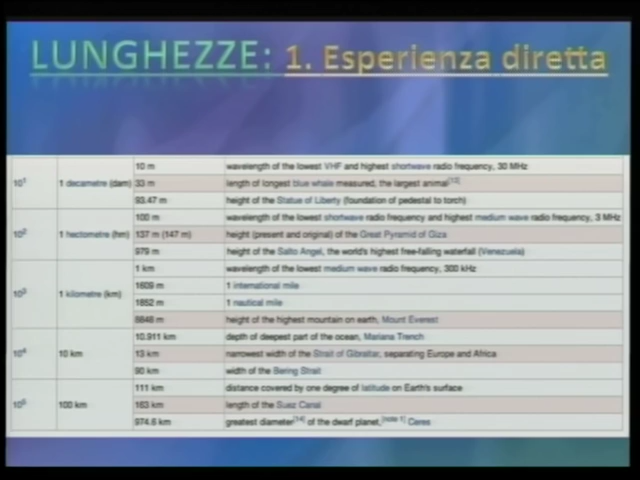 LUNGHEZZE: 1. Esperienza diretta
10 m wavelength of the lowest VHF and highest shortwave radio frequency, 30 MHz
10¹ 1 decametre (dam) 33 m length of longest blue whale measured, the largest animal[13]
93.47 m height of the Statue of Liberty (foundation of pedestal to torch)
100 m wavelength of the lowest shortwave radio frequency and highest medium wave radio frequency, 3 MHz
10² 1 hectometre (hm) 137 m (147 m) height (present and original) of the Great Pyramid of Giza
979 m height of the Salto Angel, the world's highest free-falling waterfall (Venezuela)
1 km wavelength of the lowest medium wave radio frequency, 300 kHz
1609 m 1 international mile
10³ 1 kilometre (km)
1852 m 1 nautical mile
8848 m height of the highest mountain on earth, Mount Everest
10.911 km depth of deepest part of the ocean, Mariana Trench
10⁴ 10 km 13 km narrowest width of the Strait of Gibraltar, separating Europe and Africa
90 km width of the Bering Strait
111 km distance covered by one degree of latitude on Earth's surface
10⁵ 100 km 163 km length of the Suez Canal
974.6 km greatest diameter[14] of the dwarf planet,[note 1] Ceres